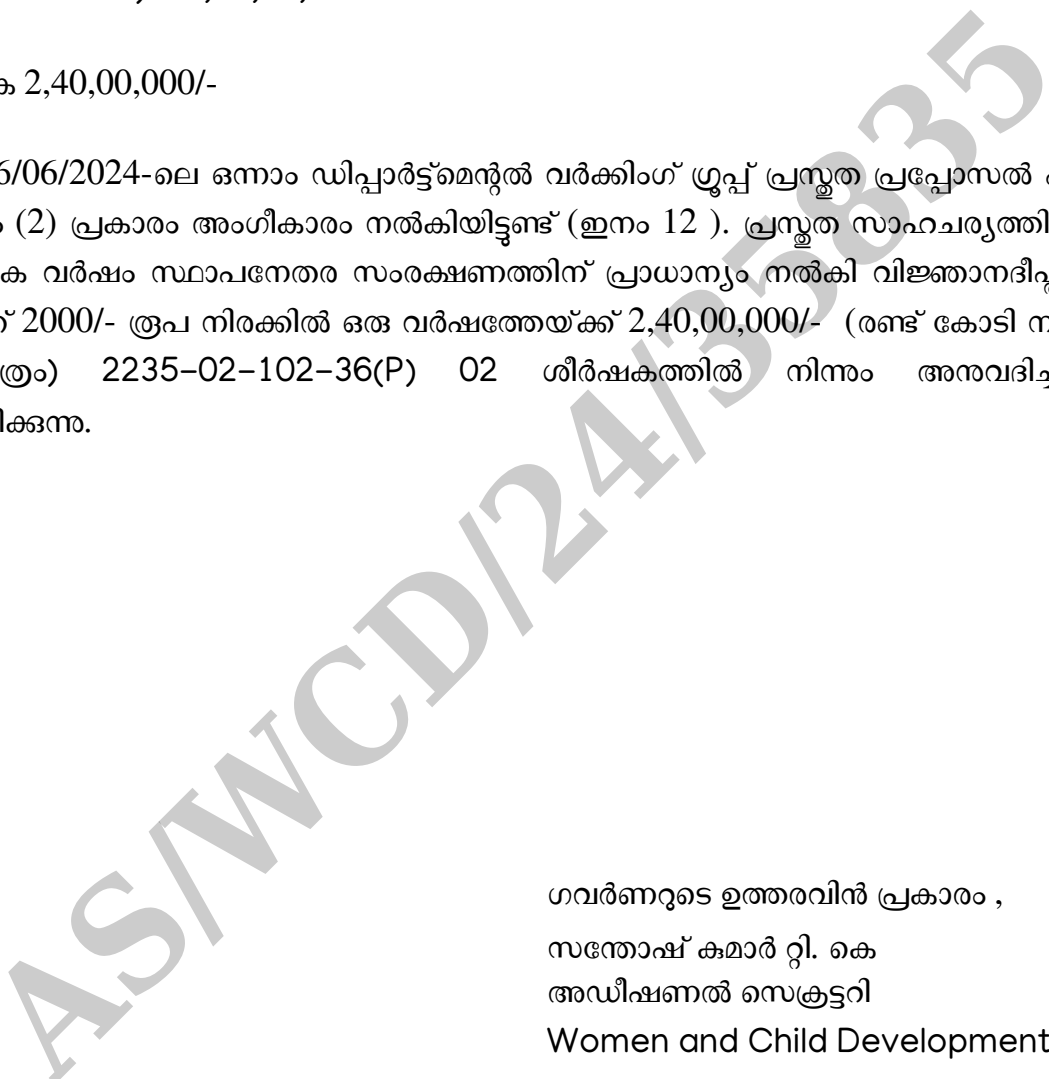 2,40,00,000/-
6/06/2024-ലെ ഒന്നാം ഡിപ്പാർട്ട്മെന്റൽ വർക്കിംഗ് ഗ്രൂപ്പ് പ്രസ്തുത പ്രപ്പോസൽ
(2) പ്രകാരം അംഗീകാരം നൽകിയിട്ടുണ്ട് (ഇനം 12 ). പ്രസ്തുത സാഹചര്യത്തി
ക വർഷം സ്ഥാപനേതര സംരക്ഷണത്തിന് പ്രാധാന്യം നൽകി വിജ്ഞാനദീപ്
2000/- രൂപ നിരക്കിൽ ഒരു വർഷത്തേയ്ക്ക് 2,40,00,000/- (രണ്ട് കോടി
ത്രം) 2235-02-102-36(P) 02 ശീർഷകത്തിൽ നിന്നും അനുവദിച്ച
ിക്കുന്നു.
AS/WCD/24/35835
ഗവർണറുടെ ഉത്തരവിൻ പ്രകാരം ,
സന്തോഷ് കുമാർ റ്റി. കെ
അഡീഷണൽ സെക്രട്ടറി
Women and Child Development